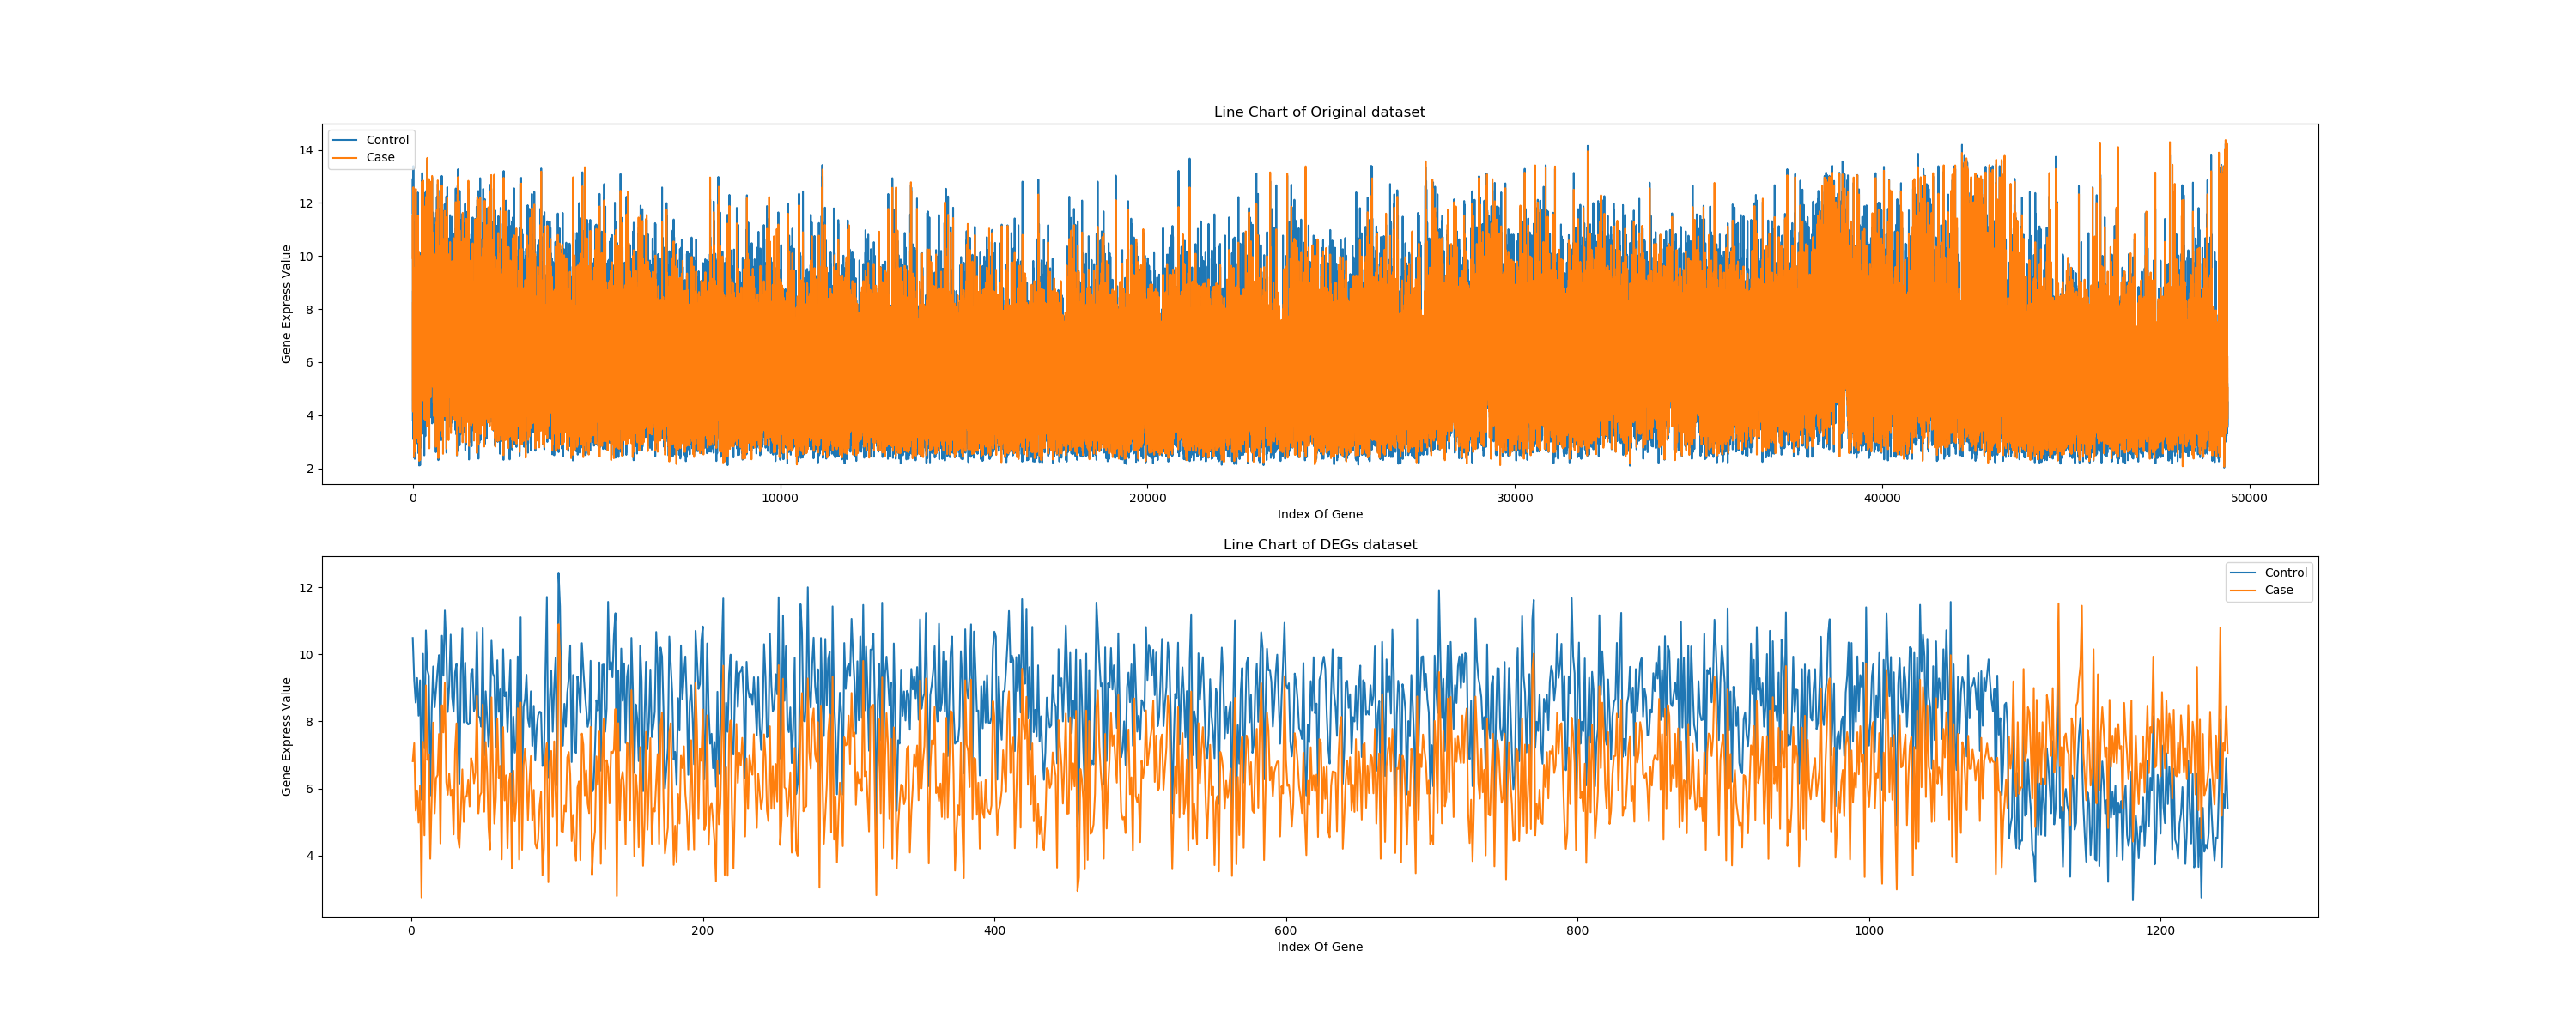 Line Chart of Original dataset
Control
Case
14
12
10
8
6
4
2
Gene Express Value
0 10000 20000 30000 40000 50000
Index Of Gene
Line Chart of DEGs dataset
Control
Case
12
10
8
6
4
Gene Express Value
0 200 400 600 800 1000 1200
Index Of Gene